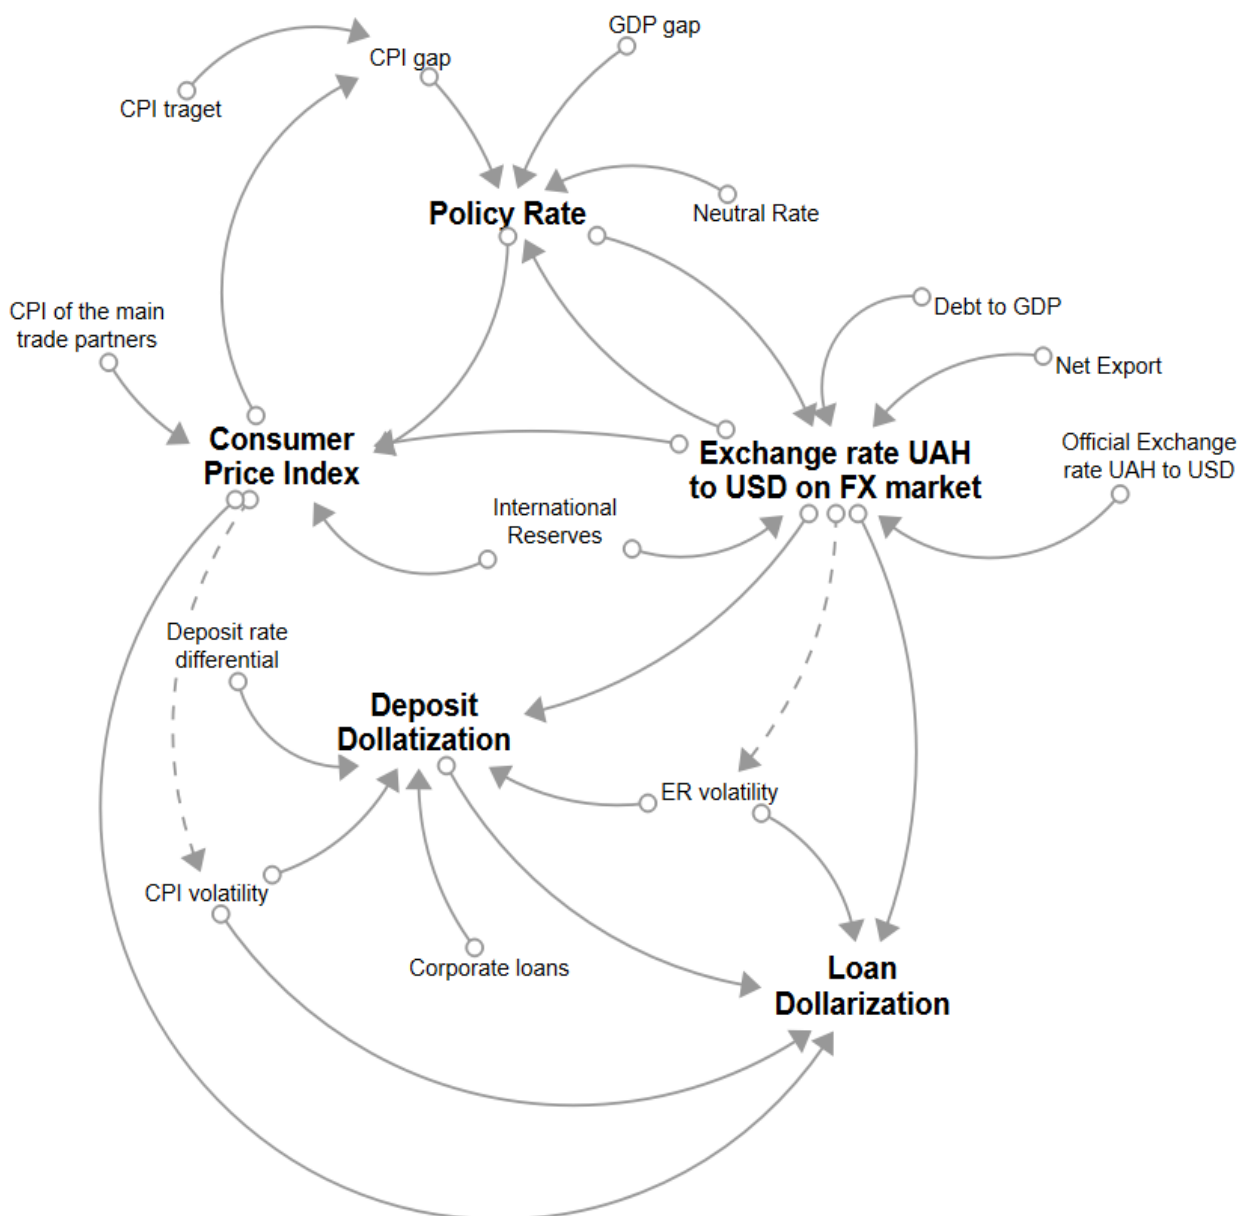 GDP gap
CPI gap
CPI traget
Policy Rate
Neutral Rate
CPI of the main
trade partners
Debt to GDP
Net Export
Consumer
Price Index
Exchange rate UAH
to USD on FX market
Official Exchange
rate UAH to USD
International
Reserves
Deposit rate
differential
Deposit
Dollatization
ER volatility
CPI volatility
Corporate loans
Loan
Dollarization